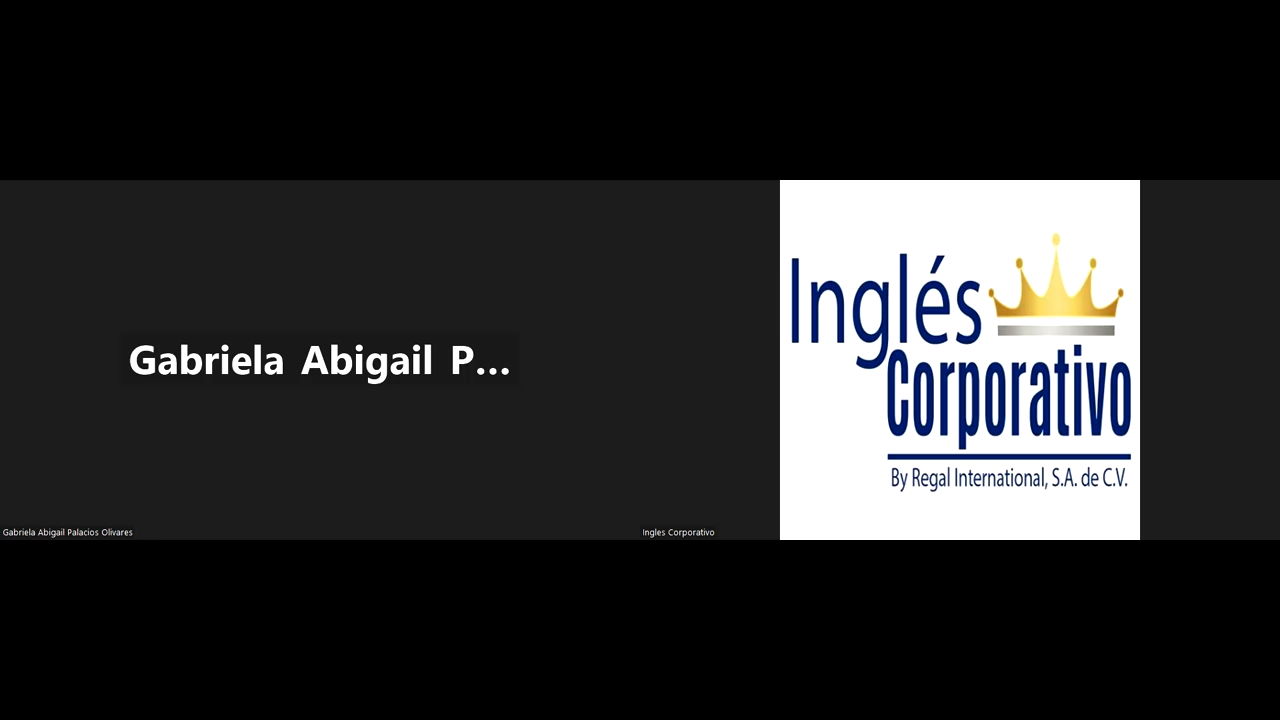 Gabriela Abigail P...
Gabriela Abigail Palacios Olivares
Inglés
Corporativo
By Regal International, S.A. de C.V.
Ingles Corporativo